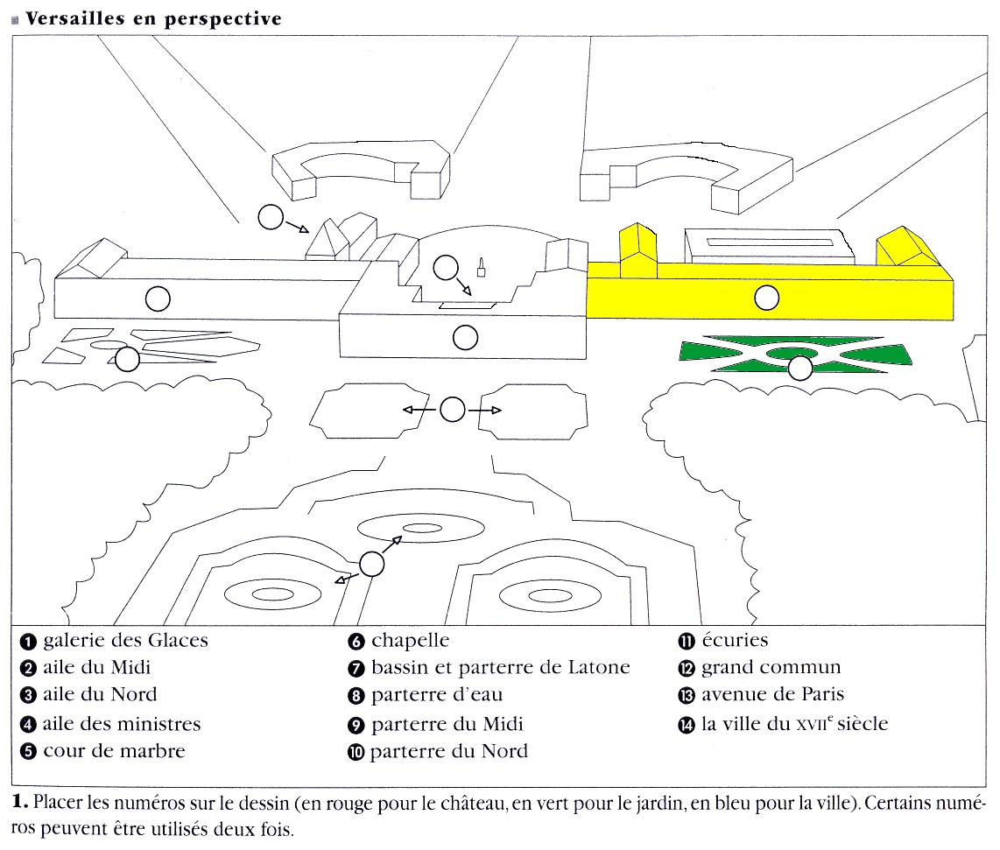 Versailles en perspective
❶ galerie des Glaces
❷ aile du Midi
❸ aile du Nord
❹ aile des ministres
❺ cour de marbre
❻ chapelle
❼ bassin et parterre de Latone
❽ parterre d'eau
❾ parterre du Midi
❿ parterre du Nord
⓫ écuries
⓬ grand commun
⓭ avenue de Paris
⓮ la ville du XVIIe siècle
1. Placer les numéros sur le dessin (en rouge pour le château, en vert pour le jardin, en bleu pour la ville). Certains numé-
ros peuvent être utilisés deux fois.